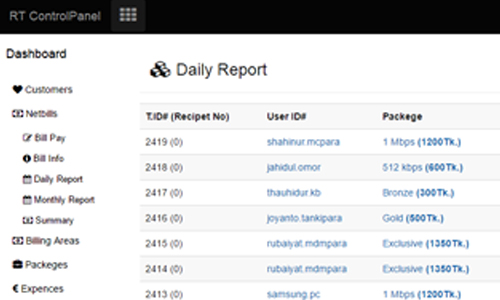 RT ControlPanel
Dashboard
Customers
Netbills
Bill Pay
Bill Info
Daily Report
Monthly Report
Summary
Billing Areas
Packeges
Expences
Daily Report
T.ID# (Recipet No) User ID# Packege
2419 (0) shahinur.mcpara 1 Mbps (1200Tk.)
2418 (0) jahidul.omor 512 kbps (600Tk.)
2417 (0) thauhidur.kb Bronze (300Tk.)
2416 (0) joyanto.tankipara Gold (500Tk.)
2415 (0) rubaiyat.mdmpara Exclusive (1350Tk.)
2414 (0) rubaiyat.mdmpara Exclusive (1350Tk.)
2413 (0) samsung.pc 1 Mbps (1200Tk.)